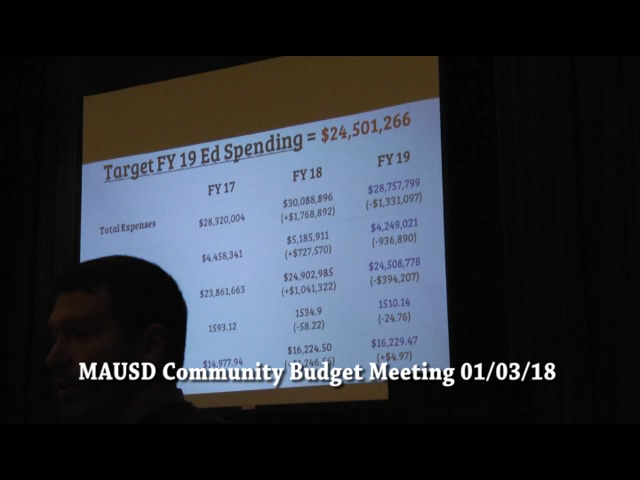 Target FY 19 Ed Spending = $24,501,266
FY 17 FY 18 FY 19
Total Expenses $28,320,004 $30,088,896 $28,757,799
(+$1,768,892) (-$1,331,097)
$4,458,341 $5,185,911 $4,249,021
(+$727,570) (-936,890)
$23,861,663 $24,902,985 $24,508,778
(+$1,041,322) (-$394,207)
1593.12 1534.9 1510.14
(-58.22) (-24.76)
$14,977.94 $16,224.50 $16,229.47
(+$4.97)
MAUSD Community Budget Meeting 01/03/18